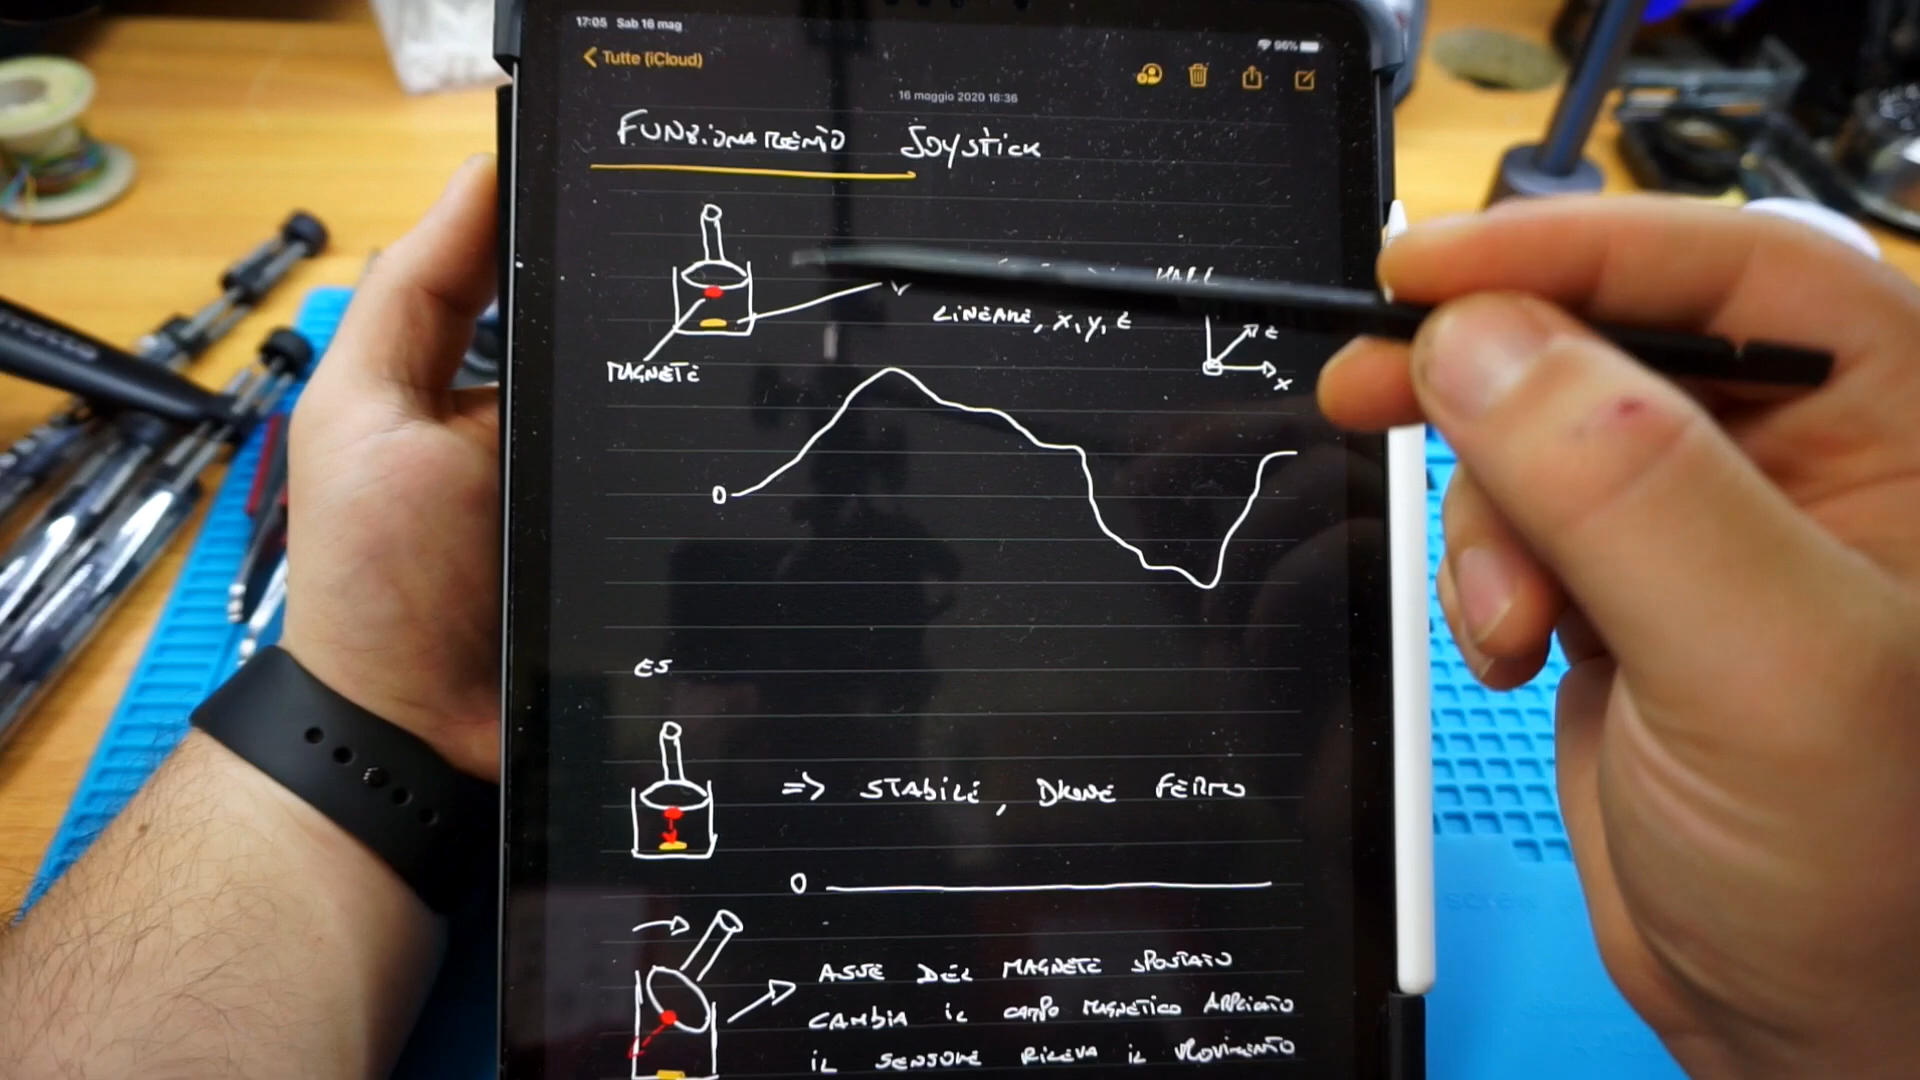 17:05 Sab 16 mag
96%
Tutte (iCloud)
16 maggio 2020 16:36
FUNZIONAMENTO JOYSTICK
HALL
LINEARE, X, Y, Z
Z
MAGNETE
X
0
ES
=> STABILE, DRONE FERMO
0
ASSE DEL MAGNETE SPOSTATO
CAMBIA IL CAMPO MAGNETICO APPLICATO
IL SENSORE RILEVA IL MOVIMENTO